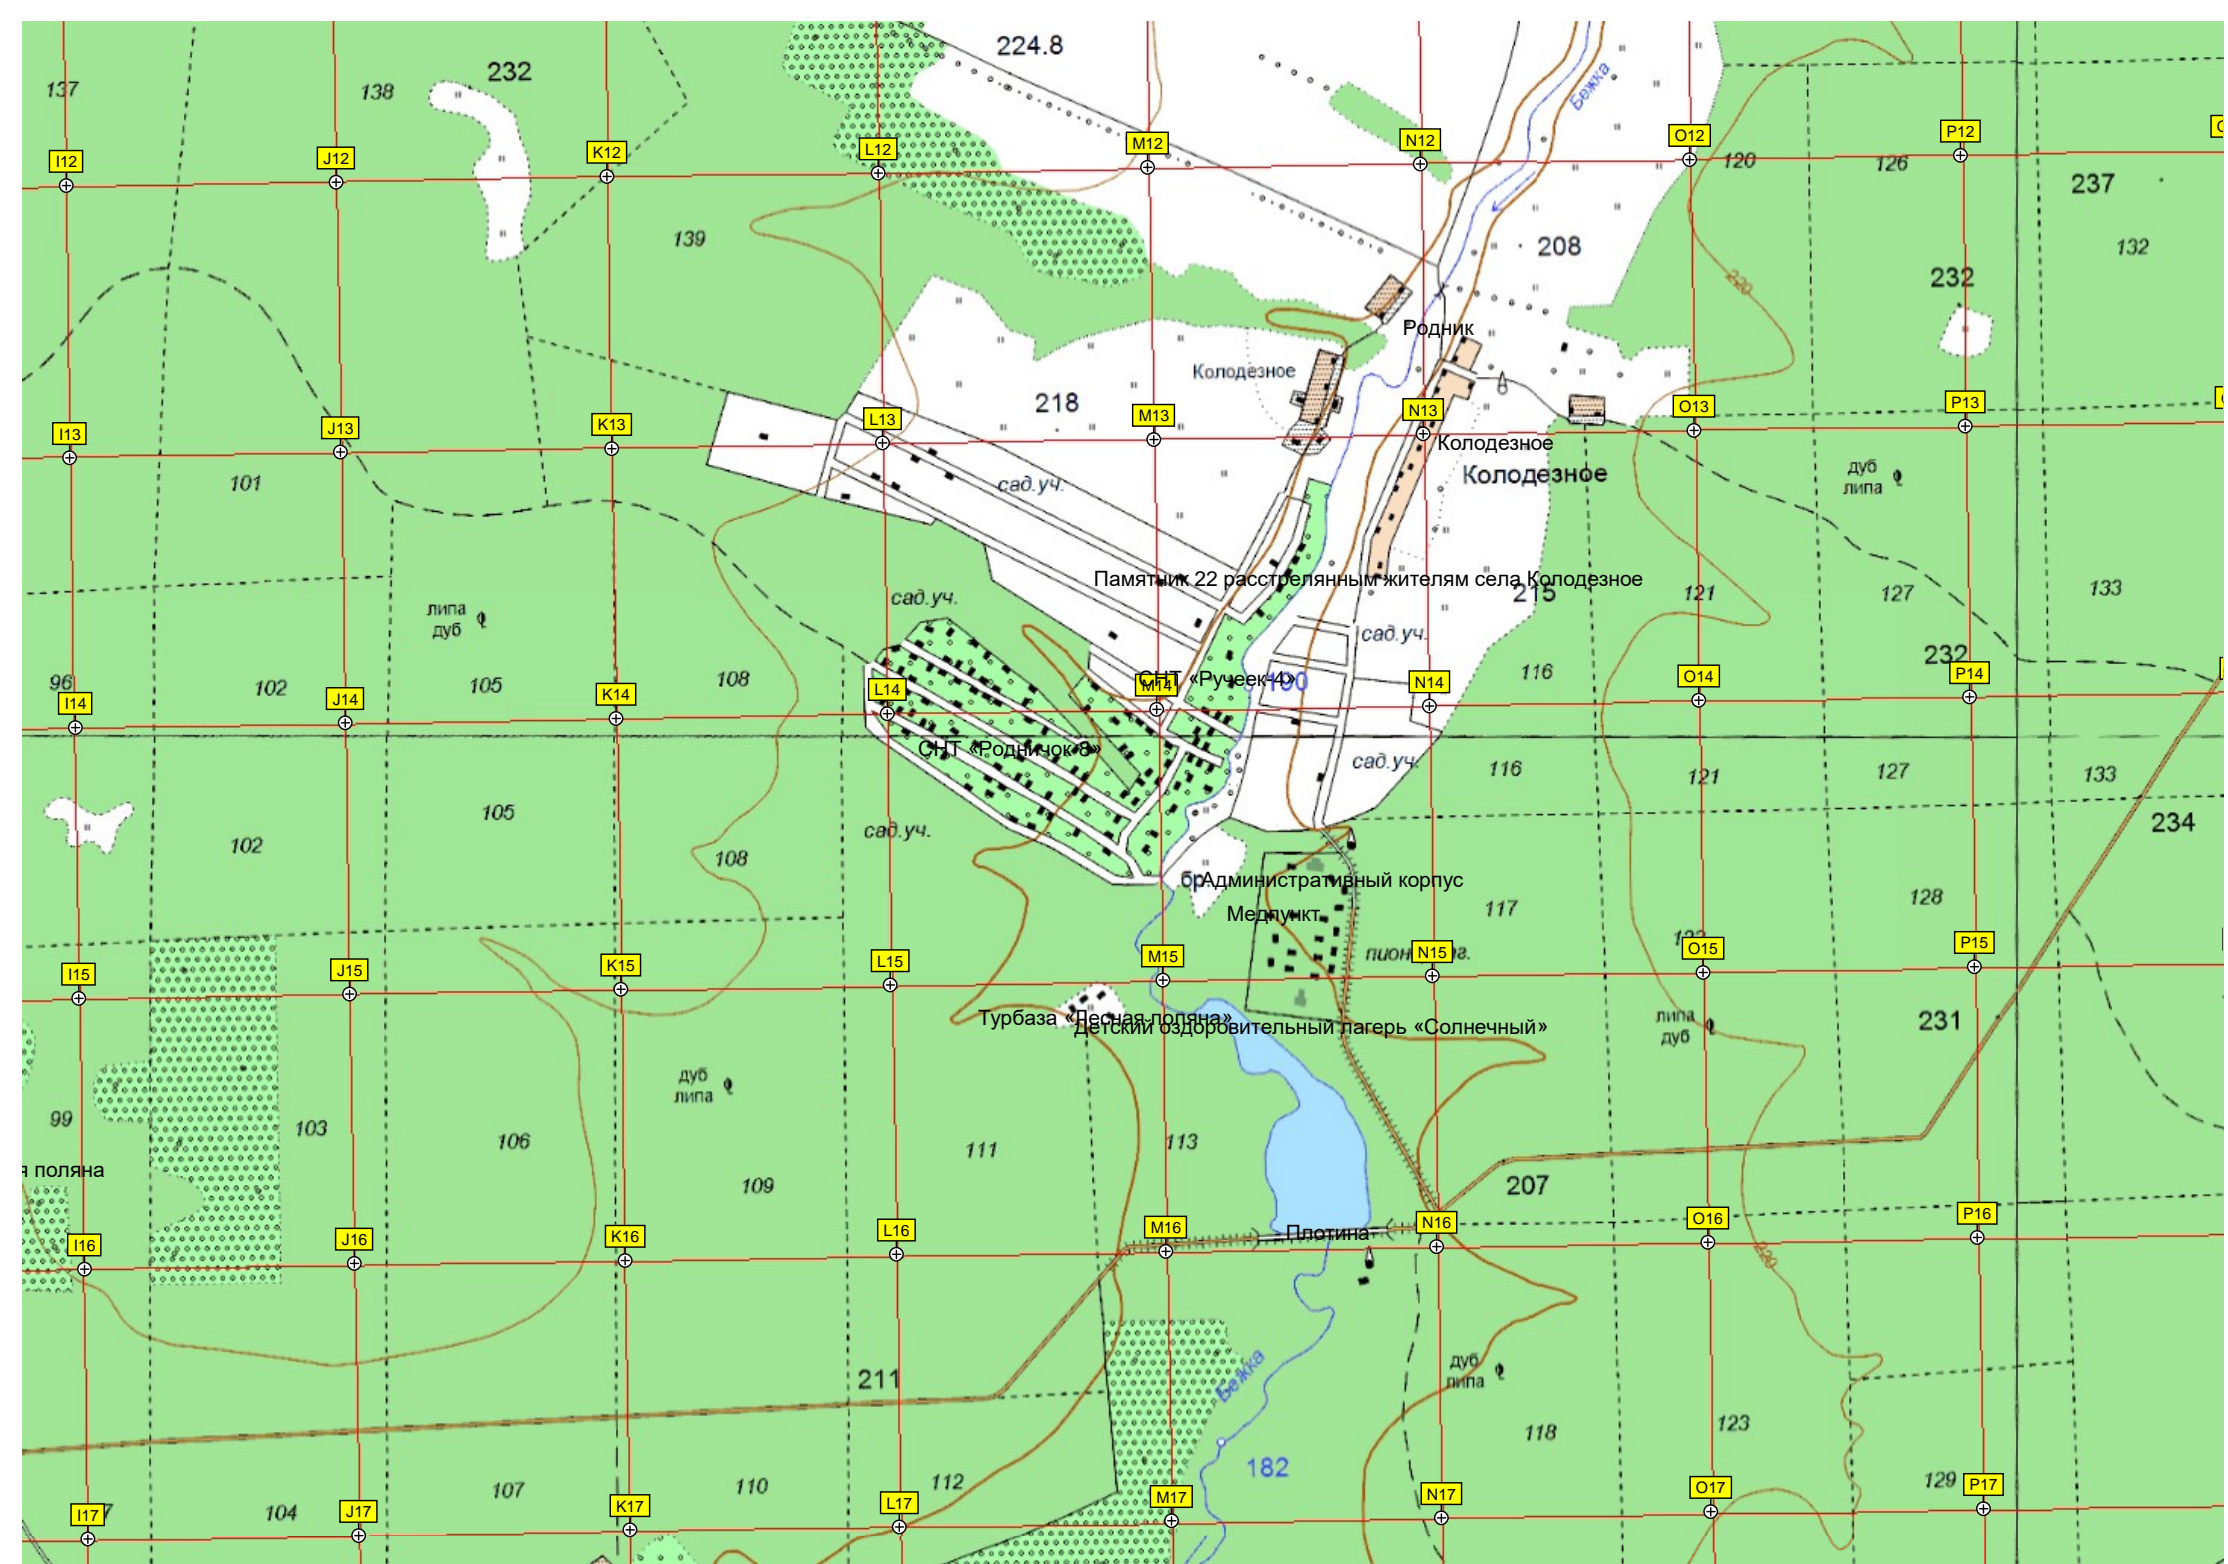 224.8
232
137
138
Бежка
I12
J12
K12
L12
M12
N12
O12
P12
120
126
237
139
208
132
232
220
Родник
Колодезное
218
I13
J13
K13
L13
M13
N13
O13
P13
Колодезное
Колодезное
101
сад.уч.
дуб
липа
Памятник 22 расстрелянным жителям села Колодезное
215
121
127
133
липа
дуб
сад.уч.
сад.уч.
232
96
102
105
108
СНТ «Ручеек-4»
190
116
I14
J14
K14
L14
M14
N14
O14
P14
СНТ «Родничок-8»
сад.уч.
116
121
127
133
105
102
108
сад.уч.
234
бр.
Административный корпус
Медпункт
117
128
I15
J15
K15
L15
M15
N15
O15
P15
Турбаза «Лесная поляна»
Детский оздоровительный лагерь «Солнечный»
липа
дуб
231
дуб
липа
99
103
106
111
113
я поляна
109
207
I16
J16
K16
L16
M16
Плотина
N16
O16
P16
220
211
Бежка
дуб
липа
118
123
182
107
110
112
104
129
I17
J17
K17
L17
M17
N17
O17
P17